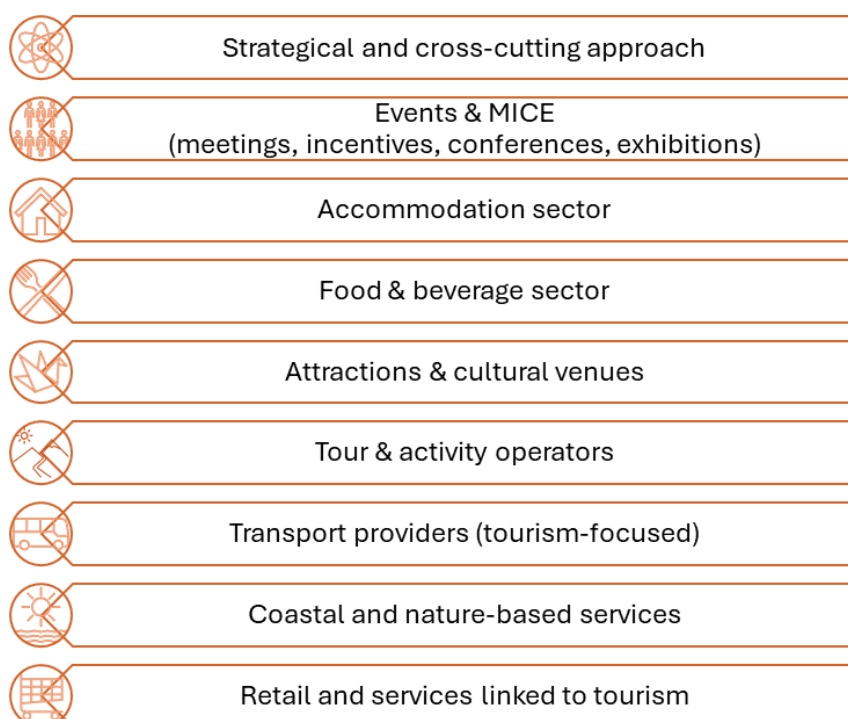 Strategical and cross-cutting approach
Events & MICE
(meetings, incentives, conferences, exhibitions)
Accommodation sector
Food & beverage sector
Attractions & cultural venues
Tour & activity operators
Transport providers (tourism-focused)
Coastal and nature-based services
Retail and services linked to tourism